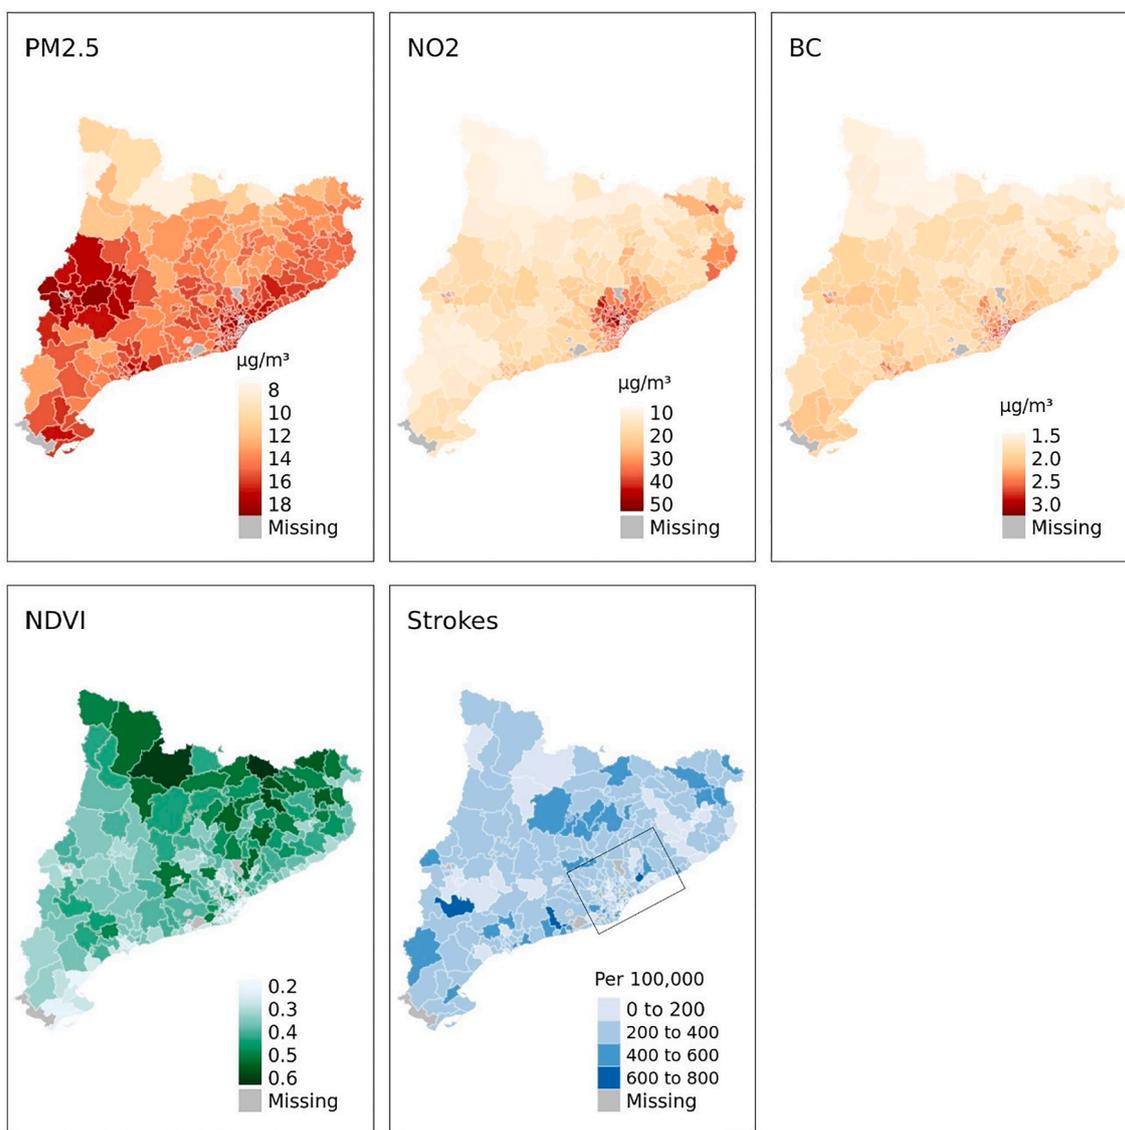 PM2.5
µg/m³
8
10
12
14
16
18
Missing
NO2
µg/m³
10
20
30
40
50
Missing
BC
µg/m³
1.5
2.0
2.5
3.0
Missing
NDVI
0.2
0.3
0.4
0.5
0.6
Missing
Strokes
Per 100,000
0 to 200
200 to 400
400 to 600
600 to 800
Missing